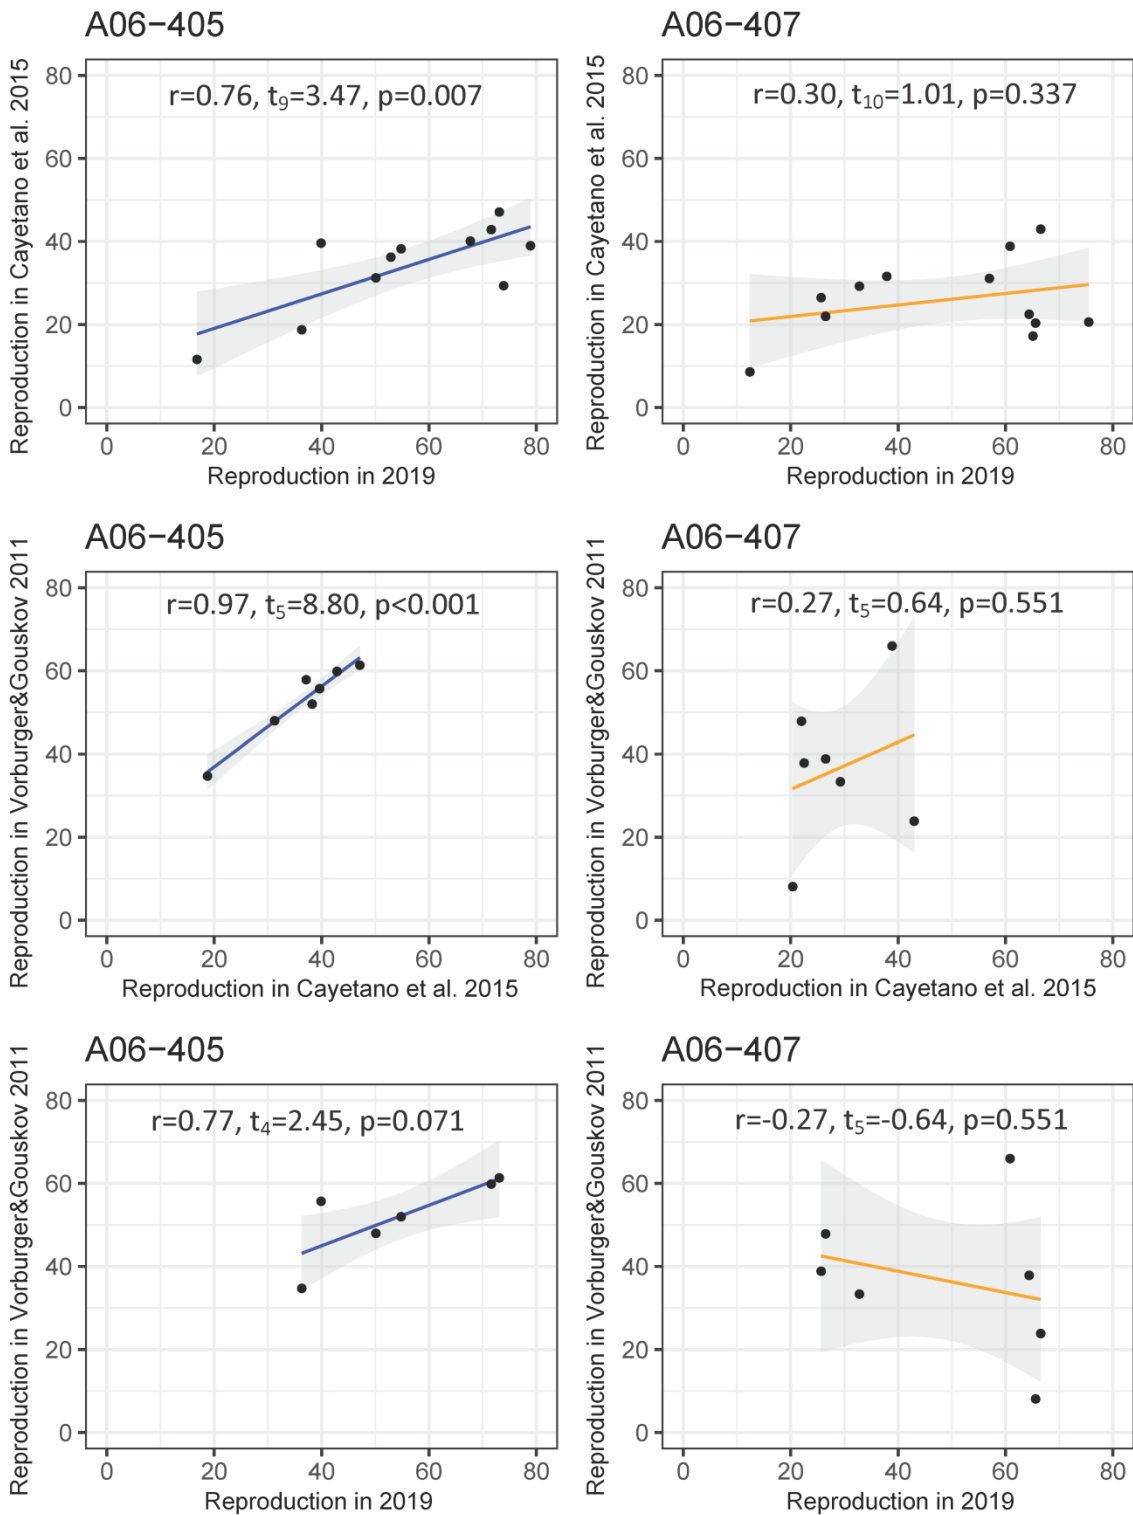 A06−405
Reproduction in Cayetano et al. 2015
80
60
40
20
0
r=0.76, t₉=3.47, p=0.007
0 20 40 60 80
Reproduction in 2019
A06−407
Reproduction in Cayetano et al. 2015
80
60
40
20
0
r=0.30, t₁₀=1.01, p=0.337
0 20 40 60 80
Reproduction in 2019
A06−405
Reproduction in Vorburger&Gouskov 2011
80
60
40
20
0
r=0.97, t₅=8.80, p<0.001
0 20 40 60 80
Reproduction in Cayetano et al. 2015
A06−407
Reproduction in Vorburger&Gouskov 2011
80
60
40
20
0
r=0.27, t₅=0.64, p=0.551
0 20 40 60 80
Reproduction in Cayetano et al. 2015
A06−405
Reproduction in Vorburger&Gouskov 2011
80
60
40
20
0
r=0.77, t₄=2.45, p=0.071
0 20 40 60 80
Reproduction in 2019
A06−407
Reproduction in Vorburger&Gouskov 2011
80
60
40
20
0
r=-0.27, t₅=-0.64, p=0.551
0 20 40 60 80
Reproduction in 2019